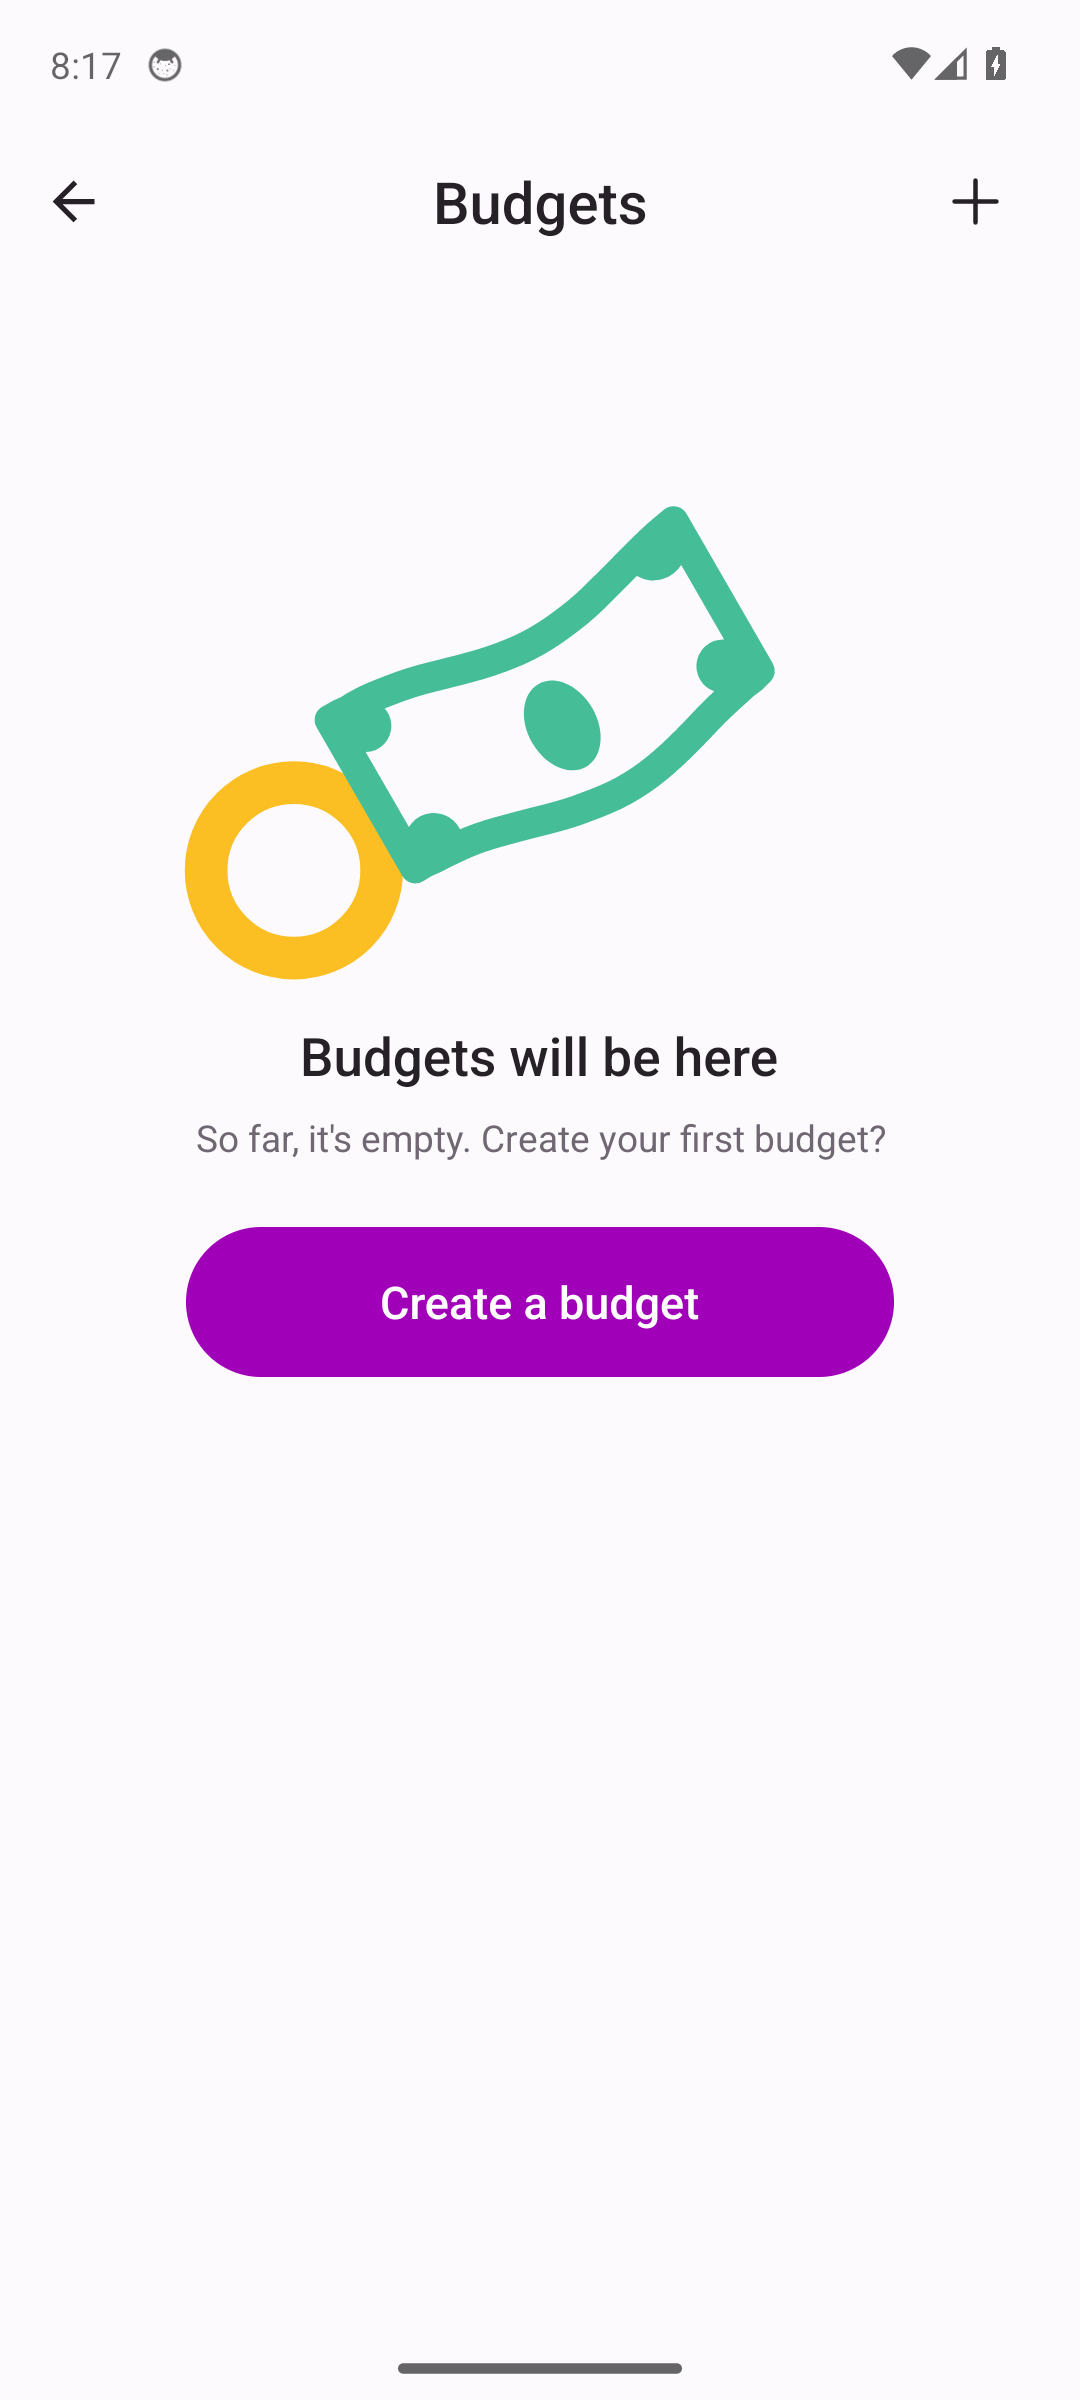 8:17
Budgets
Budgets will be here
So far, it's empty. Create your first budget?
Create a budget